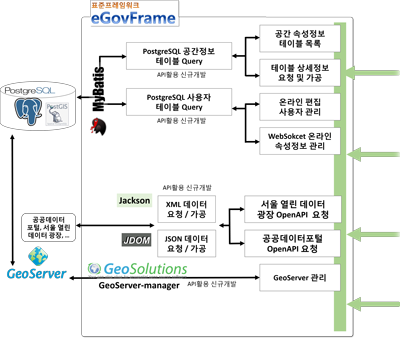 표준프레임워크
eGovFrame
PostgreSQL 공간정보
테이블 Query
API활용 신규개발
공간 속성정보
테이블 목록
테이블 상세정보
요청 및 가공
MyBatis
PostgreSQL
PostGIS
PostgreSQL 사용자
테이블 Query
API활용 신규개발
온라인 편집
사용자 관리
WebSokcet 온라인
속성정보 관리
API활용 신규개발
Jackson
XML 데이터
요청 / 가공
서울 열린 데이터
광장 OpenAPI 요청
공공데이터
포털, 서울 열린
데이터 광장, ...
JDOM
JSON 데이터
요청 / 가공
공공데이터포털
OpenAPI 요청
GeoServer
GeoSolutions
GeoServer-manager
API활용 신규개발
GeoServer 관리